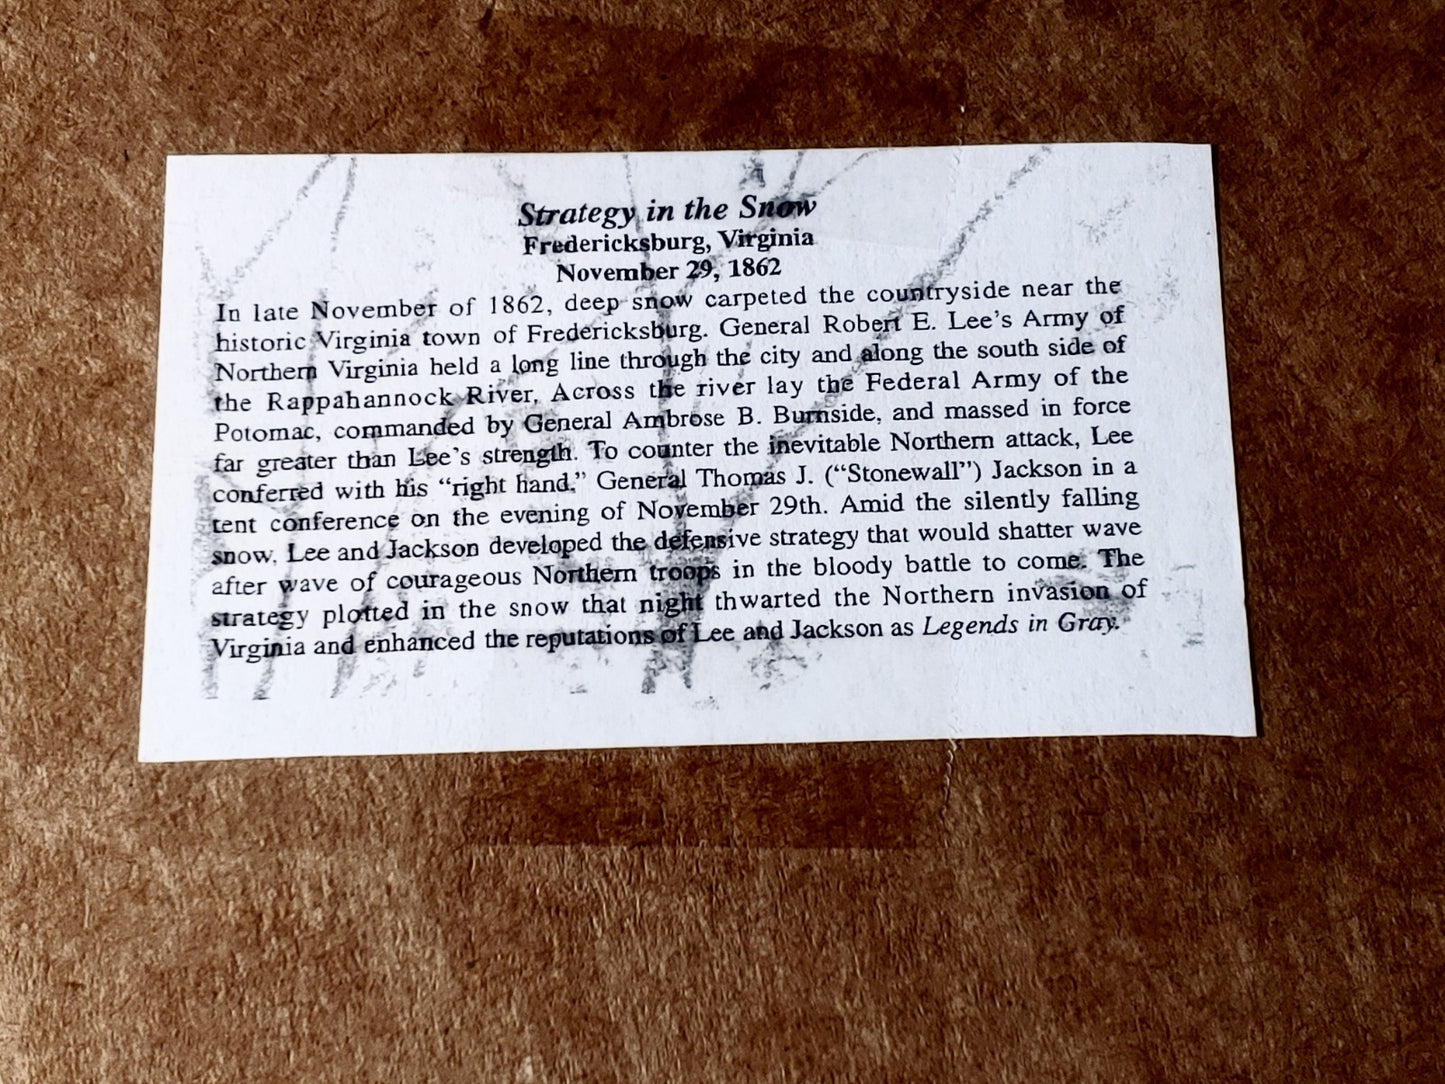 Strategy in the Snow
Fredericksburg, Virginia
November 29, 1862
In late November of 1862, deep snow carpeted the countryside near the
historic Virginia town of Fredericksburg. General Robert E. Lee's Army of
Northern Virginia held a long line through the city and along the south side of
the Rappahannock River. Across the river lay the Federal Army of the
Potomac, commanded by General Ambrose B. Burnside, and massed in force
far greater than Lee's strength. To counter the inevitable Northern attack, Lee
conferred with his "right hand," General Thomas J. ("Stonewall") Jackson in a
tent conference on the evening of November 29th. Amid the silently falling
snow, Lee and Jackson developed the defensive strategy that would shatter wave
after wave of courageous Northern troops in the bloody battle to come. The
strategy plotted in the snow that night thwarted the Northern invasion of
Virginia and enhanced the reputations of Lee and Jackson as Legends in Gray.